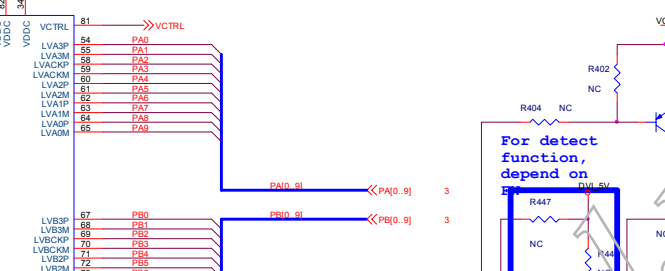 82
34
VDDC
VDDC
VCTRL 81 VCTRL
LVA3P 54 PA0
LVA3M 55 PA1
LVACKP 58 PA2
LVACKM 59 PA3
LVA2P 60 PA4
LVA2M 61 PA5
LVA1P 62 PA6
LVA1M 63 PA7
LVA0P 64 PA8
LVA0M 65 PA9
PA[0..9] PA[0..9] 3
PB[0..9] PB[0..9] 3
LVB3P 67 PB0
LVB3M 68 PB1
LVBCKP 69 PB2
LVBCKM 70 PB3
LVB2P 71 PB4
LVB2M 72 PB5
R402
NC
R404 NC
For detect
function,
depend on
DVI_5V
R447
NC